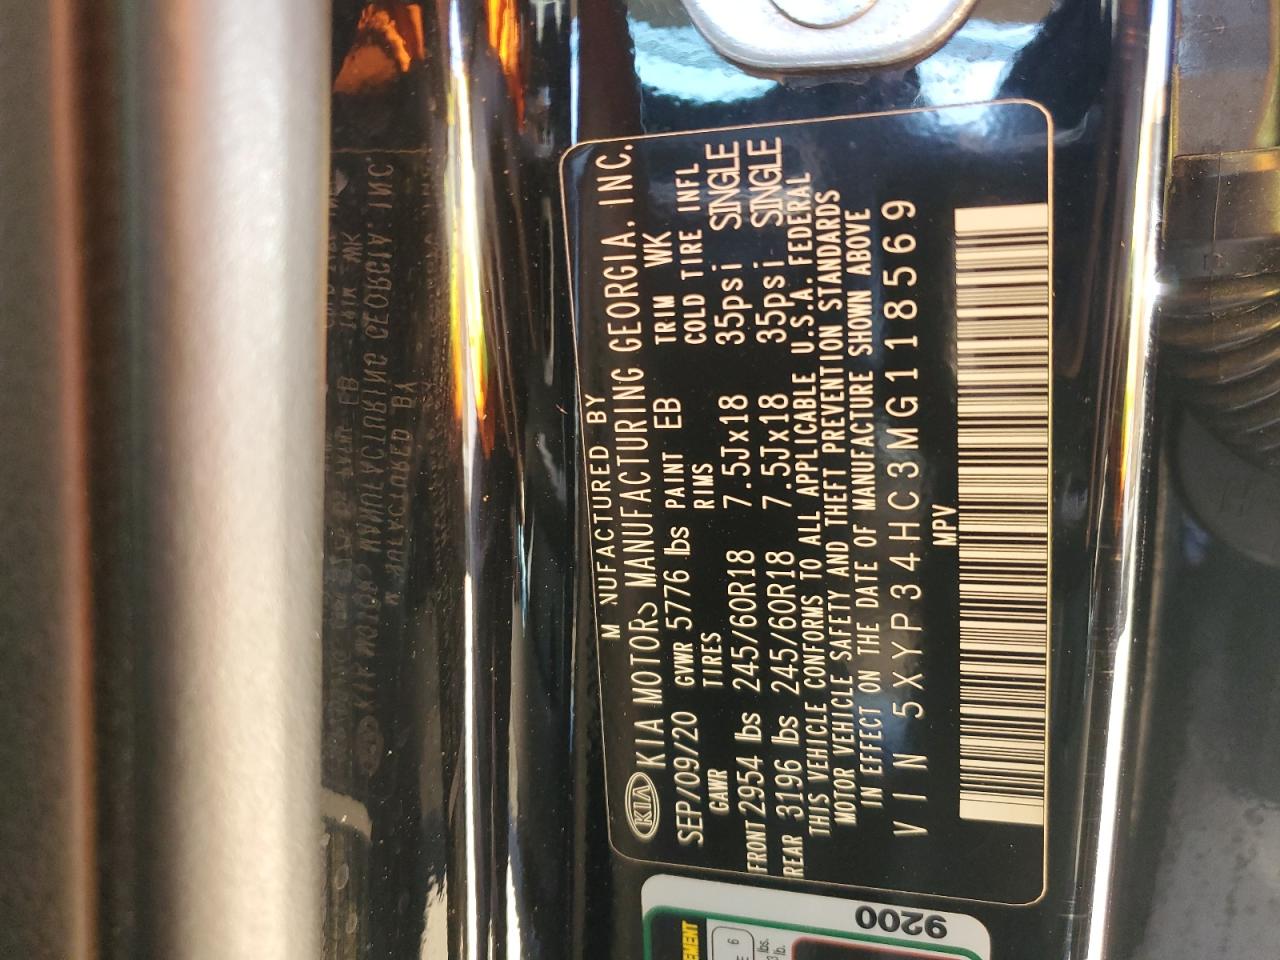 M NUFACTURED BY
KIA KIA MOTORS MANUFACTURING GEORGIA, INC.
SEP/09/20 GVWR 5776 lbs PAINT EB TRIM WK
GAWR TIRES RIMS COLD TIRE INFL
FRONT 2954 lbs 245/60R18 7.5Jx18 35psi SINGLE
REAR 3196 lbs 245/60R18 7.5Jx18 35psi SINGLE
THIS VEHICLE CONFORMS TO ALL APPLICABLE U.S.A. FEDERAL
MOTOR VEHICLE SAFETY AND THEFT PREVENTION STANDARDS
IN EFFECT ON THE DATE OF MANUFACTURE SHOWN ABOVE
VIN 5XYP34HC3MG118569
MPV
9200